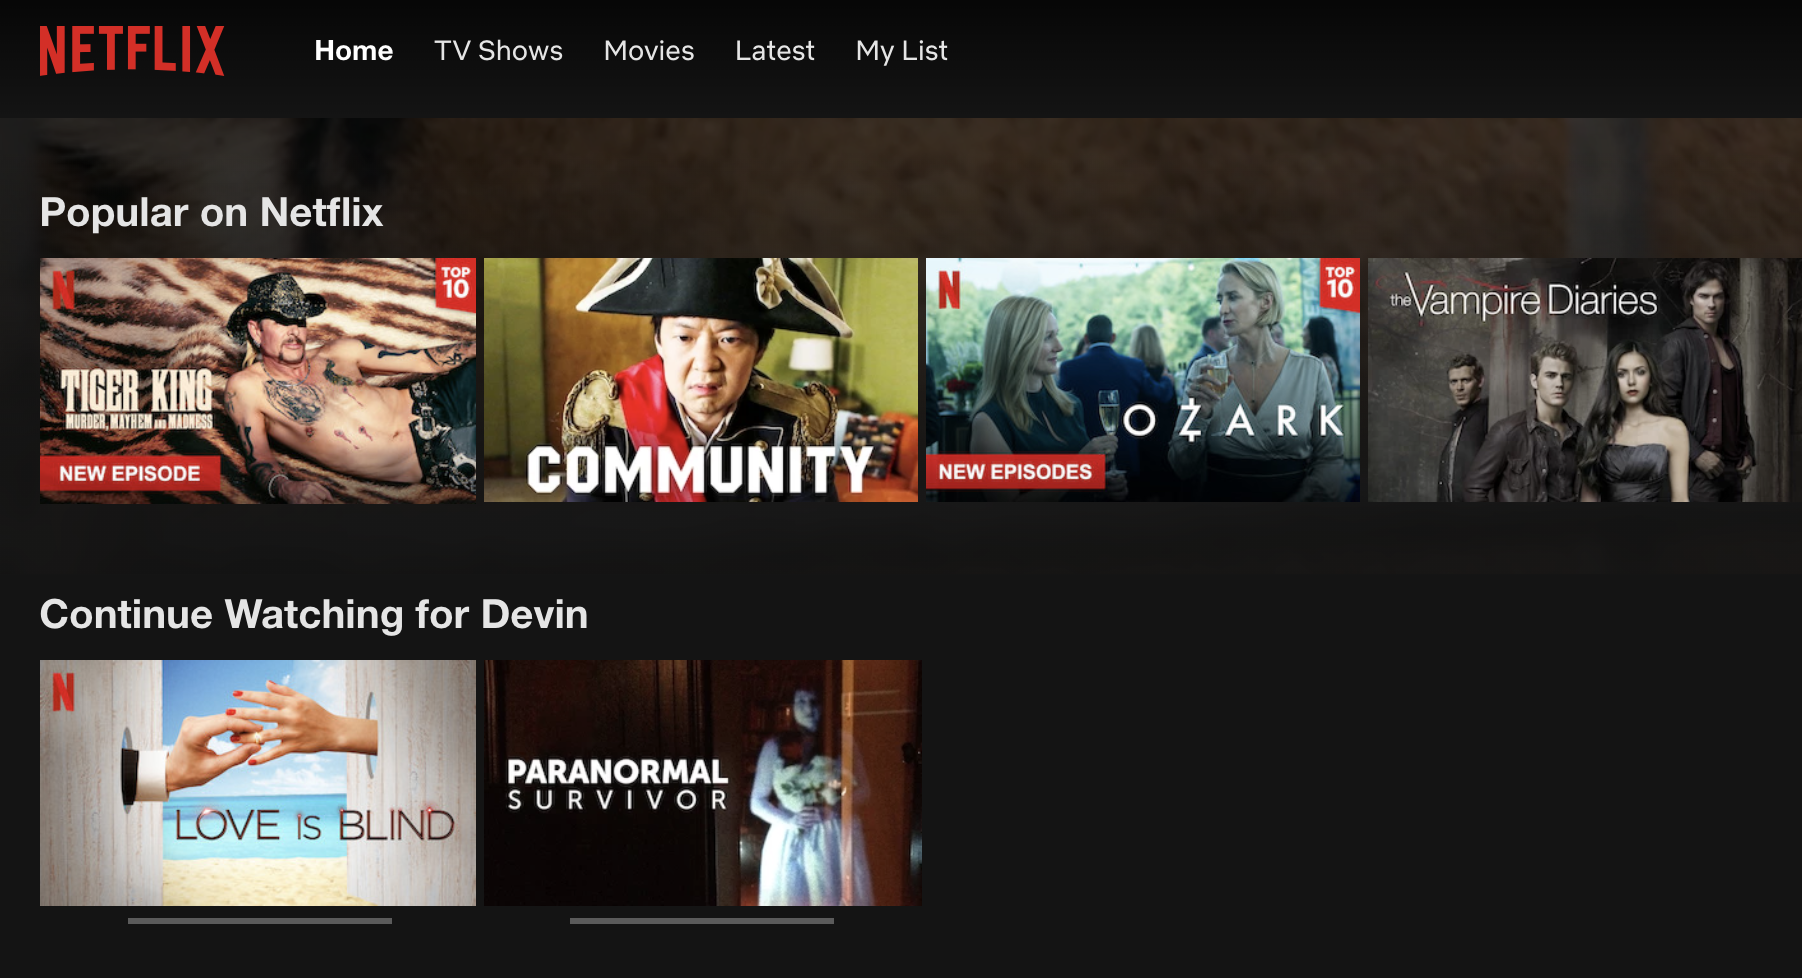 NETFLIX
Home TV Shows Movies Latest My List
Popular on Netflix
N
TOP
10
TIGER KING
MURDER, MAYHEM AND MADNESS
NEW EPISODE
COMMUNITY
N
TOP
10
OZARK
NEW EPISODES
the Vampire Diaries
Continue Watching for Devin
N
LOVE IS BLIND
PARANORMAL
SURVIVOR